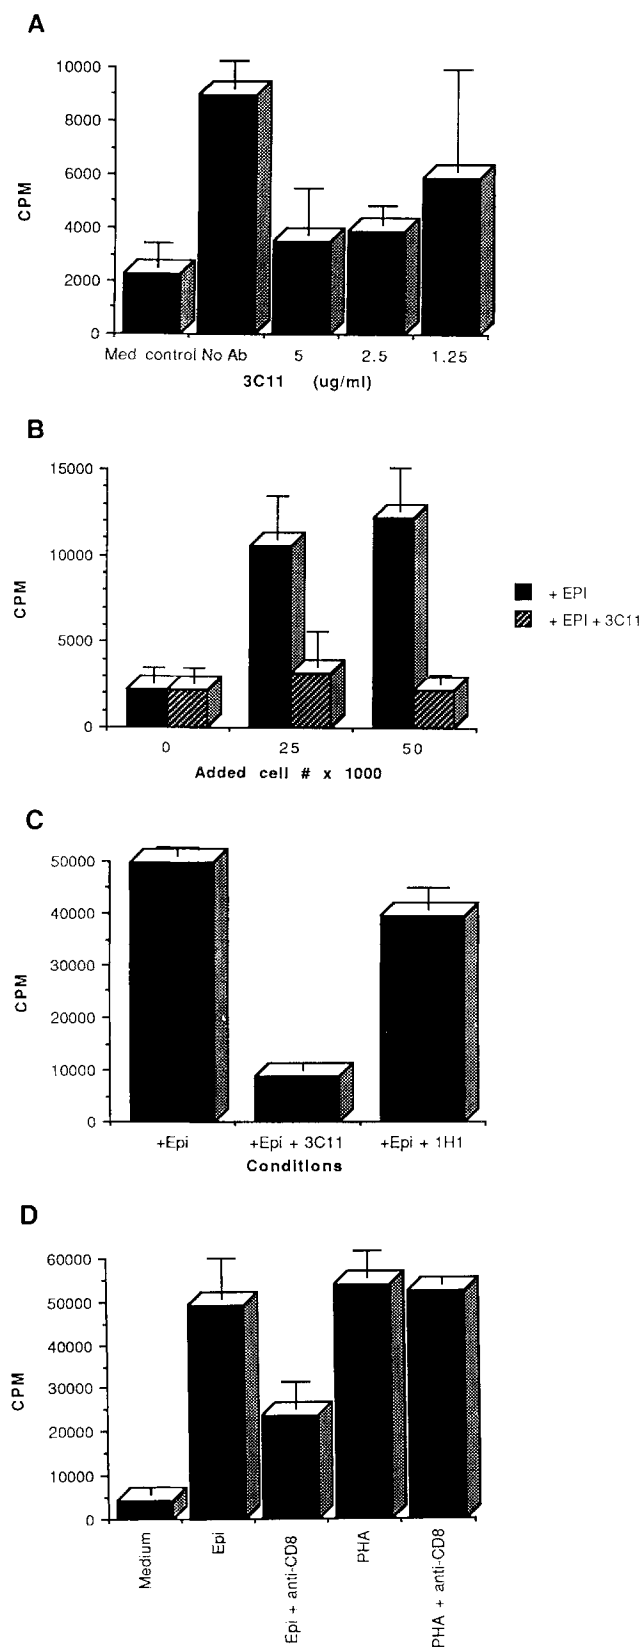 A
10000
8000
6000
4000
2000
0
CPM
Med control No Ab 5 2.5 1.25
3C11 (ug/ml)
B
15000
10000
5000
0
CPM
+ EPI
+ EPI + 3C11
0 25 50
Added cell # x 1000
C
50000
40000
30000
20000
10000
0
CPM
+Epi +Epi + 3C11 +Epi + 1H1
Conditions
D
60000
50000
40000
30000
20000
10000
0
CPM
Medium
Epi
Epi + anti-CD8
PHA
PHA + anti-CD8